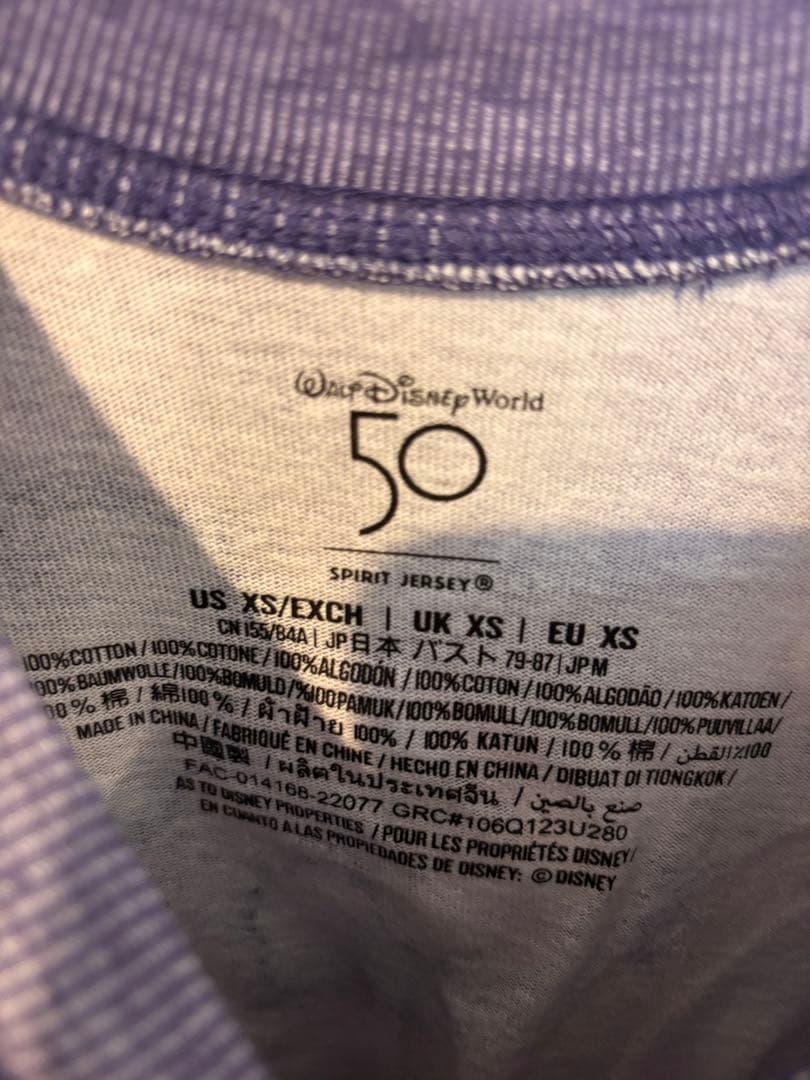 Walt Disney World
50
SPIRIT JERSEY®
US XS/EXCH | UK XS | EU XS
CN 155/84A | JP日本 バスト 79-87 | JP M
100%COTTON / 100%COTONE / 100%ALGODÓN / 100%COTON / 100%ALGODÃO / 100%KATOEN /
00% BAUMWOLLE/100%BOMULD/%100PAMUK/100%BOMULL/100%BOMULL/100%PUUVILLAA/
00 % 棉 / 綿100 % / ผ้าฝ้าย 100% / 100% KATUN / 100 % 棉 / القطن٪100
MADE IN CHINA / FABRIQUÉ EN CHINE / HECHO EN CHINA / DIBUAT DI TIONGKOK /
中國製 / ผลิตในประเทศจีน / صنع بالصين
FAC-014168-22077 GRC#106Q123U280
AS TO DISNEY PROPERTIES / POUR LES PROPRIÉTÉS DISNEY/
EN CUANTO A LAS PROPIEDADES DE DISNEY: © DISNEY